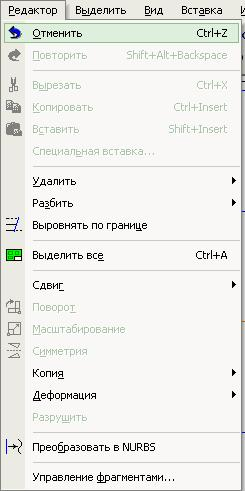 Редактор Выделить Вид Вставка
Отменить Ctrl+Z
Повторить Shift+Alt+Backspace
Вырезать Ctrl+X
Копировать Ctrl+Insert
Вставить Shift+Insert
Специальная вставка...
Удалить
Разбить
Выровнять по границе
Выделить все Ctrl+A
Сдвиг
Поворот
Масштабирование
Симметрия
Копия
Деформация
Разрушить
Преобразовать в NURBS
Управление фрагментами...